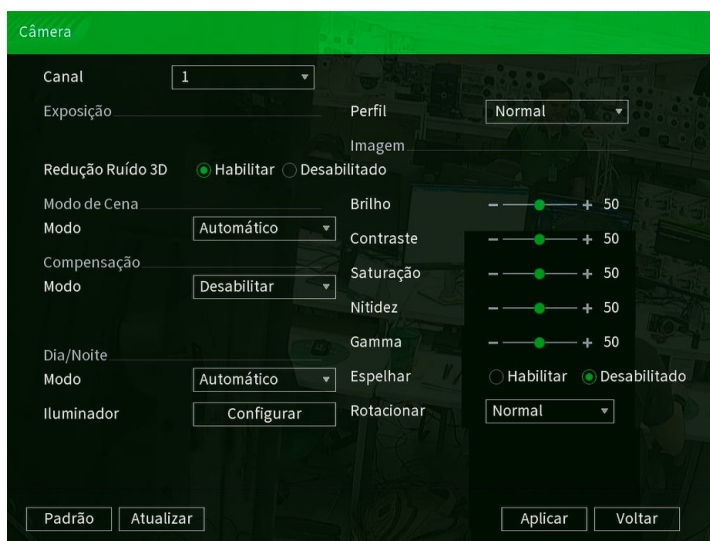 Câmera
Canal 1
Exposição
Perfil Normal
Imagem
Redução Ruído 3D Habilitar Desabilitado
Modo de Cena
Brilho - + 50
Modo Automático
Contraste - + 50
Compensação
Saturação - + 50
Modo Desabilitar
Nitidez - + 50
Gamma - + 50
Dia/Noite
Modo Automático
Espelhar Habilitar Desabilitado
Iluminador Configurar
Rotacionar Normal
Padrão Atualizar Aplicar Voltar